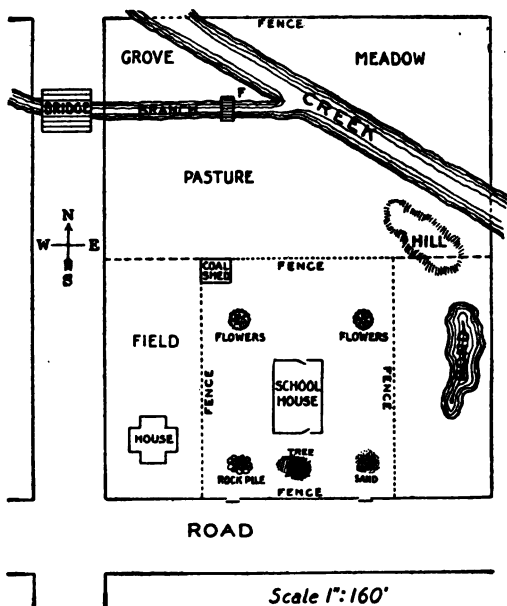 FENCE
GROVE
MEADOW
F
BRIDGE
BRANCH
CREEK
PASTURE
N
W E
S
HILL
COAL
SHED
FENCE
FIELD
FLOWERS
FLOWERS
FENCE
SCHOOL
HOUSE
FENCE
HOUSE
TREE
ROCK PILE
SAND
FENCE
ROAD
Scale 1": 160'